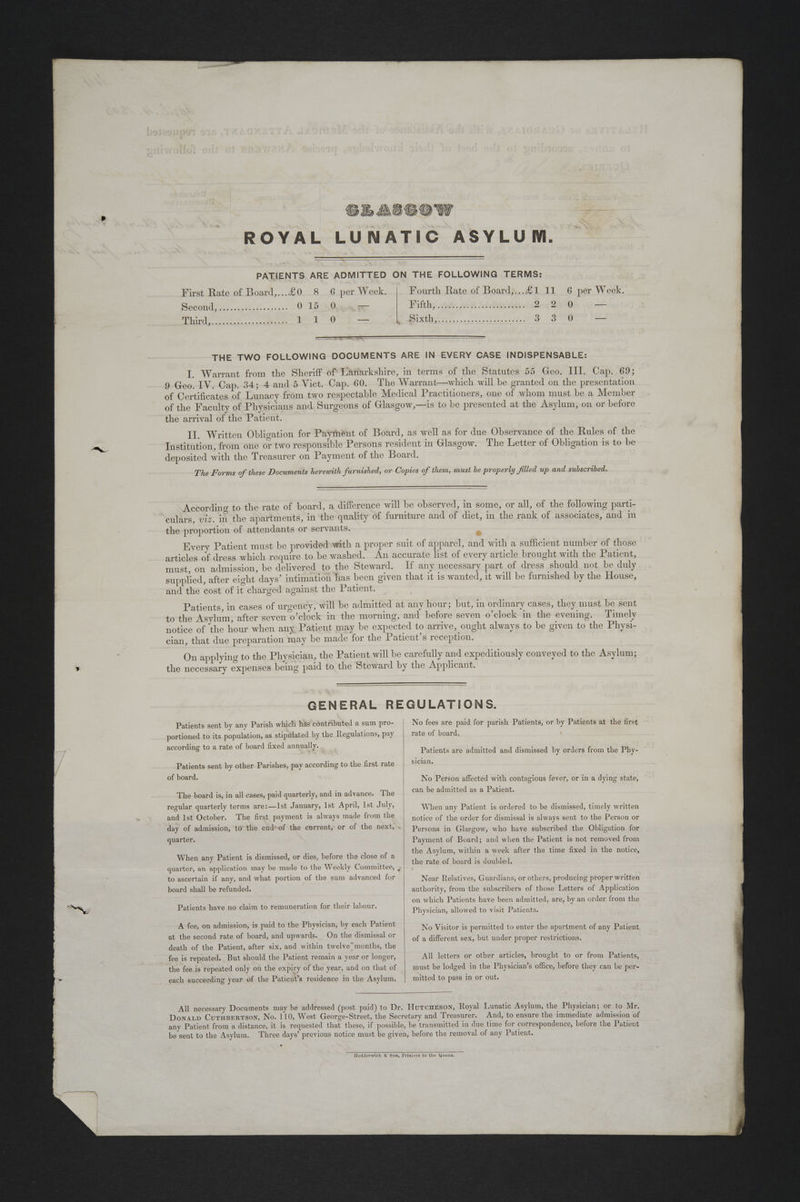 GLASGOW
ROYAL LUNATIC ASYLUM.
PATIENTS ARE ADMITTED ON THE FOLLOWING TERMS:
First Rate of Board,....£0 8 6 per Week.
Second,................... 0 15 0 —
Third,...................... 1 1 0 —
Fourth Rate of Board,....£1 11 6 per Week.
Fifth,......................... 2 2 0 —
Sixth,......................... 3 3 0 —
THE TWO FOLLOWING DOCUMENTS ARE IN EVERY CASE INDISPENSABLE:
I. Warrant from the Sheriff of Lanarkshire, in terms of the Statutes 55 Geo. III. Cap. 69;
9 Geo. IV. Cap. 34; 4 and 5 Vict. Cap. 60. The Warrant—which will be granted on the presentation
of Certificates of Lunacy from two respectable Medical Practitioners, one of whom must be a Member
of the Faculty of Physicians and Surgeons of Glasgow,—is to be presented at the Asylum, on or before
the arrival of the Patient.
II. Written Obligation for Payment of Board, as well as for due Observance of the Rules of the
Institution, from one or two responsible Persons resident in Glasgow. The Letter of Obligation is to be
deposited with the Treasurer on Payment of the Board.
The Forms of these Documents herewith furnished, or Copies of them, must be properly filled up and subscribed.
According to the rate of board, a difference will be observed, in some, or all, of the following parti-
culars, viz. in the apartments, in the quality of furniture and of diet, in the rank of associates, and in
the proportion of attendants or servants.
Every Patient must be provided with a proper suit of apparel, and with a sufficient number of those
articles of dress which require to be washed. An accurate list of every article brought with the Patient,
must, on admission, be delivered to the Steward. If any necessary part of dress should not be duly
supplied, after eight days' intimation has been given that it is wanted, it will be furnished by the House,
and the cost of it charged against the Patient.
Patients, in cases of urgency, will be admitted at any hour; but, in ordinary cases, they must be sent
to the Asylum, after seven o'clock in the morning, and before seven o'clock in the evening. Timely
notice of the hour when any Patient may be expected to arrive, ought always to be given to the Physi-
cian, that due preparation may be made for the Patient's reception.
On applying to the Physician, the Patient will be carefully and expeditiously conveyed to the Asylum;
the necessary expenses being paid to the Steward by the Applicant.
GENERAL REGULATIONS.
Patients sent by any Parish which has contributed a sum pro-
portioned to its population, as stipulated by the Regulations, pay
according to a rate of board fixed annually.
Patients sent by other Parishes, pay according to the first rate
of board.
The board is, in all cases, paid quarterly, and in advance. The
regular quarterly terms are:—1st January, 1st April, 1st July,
and 1st October. The first payment is always made from the
day of admission, to the end of the current, or of the next,
quarter.
When any Patient is dismissed, or dies, before the close of a
quarter, an application may be made to the Weekly Committee,
to ascertain if any, and what portion of the sum advanced for
board shall be refunded.
Patients have no claim to remuneration for their labour.
A fee, on admission, is paid to the Physician, by each Patient
at the second rate of board, and upwards. On the dismissal or
death of the Patient, after six, and within twelve months, the
fee is repeated. But should the Patient remain a year or longer,
the fee is repeated only on the expiry of the year, and on that of
each succeeding year of the Patient's residence in the Asylum.
No fees are paid for parish Patients, or by Patients at the first
rate of board.
Patients are admitted and dismissed by orders from the Phy-
sician.
No Person affected with contagious fever, or in a dying state,
can be admitted as a Patient.
When any Patient is ordered to be dismissed, timely written
notice of the order for dismissal is always sent to the Person or
Persons in Glasgow, who have subscribed the Obligation for
Payment of Board; and when the Patient is not removed from
the Asylum, within a week after the time fixed in the notice,
the rate of board is doubled.
Near Relatives, Guardians, or others, producing proper written
authority, from the subscribers of those Letters of Application
on which Patients have been admitted, are, by an order from the
Physician, allowed to visit Patients.
No Visitor is permitted to enter the apartment of any Patient
of a different sex, but under proper restrictions.
All letters or other articles, brought to or from Patients,
must be lodged in the Physician's office, before they can be per-
mitted to pass in or out.
All necessary Documents may be addressed (post paid) to Dr. HUTCHESON, Royal Lunatic Asylum, the Physician; or to Mr.
DONALD CUTHBERTSON, No. 110, West George-Street, the Secretary and Treasurer. And, to ensure the immediate admission of
any Patient from a distance, it is requested that these, if possible, be transmitted in due time for correspondence, before the Patient
be sent to the Asylum. Three days' previous notice must be given, before the removal of any Patient.
Hedderwick & Son, Printers to the Queen.